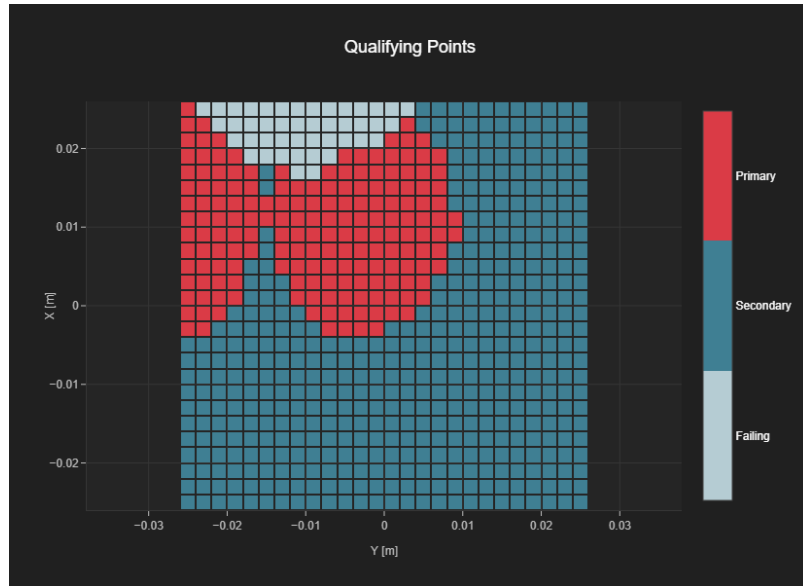 Qualifying Points
0.02
0.01
0
−0.01
−0.02
X [m]
−0.03
−0.02
−0.01
0
0.01
0.02
0.03
Y [m]
Primary
Secondary
Failing